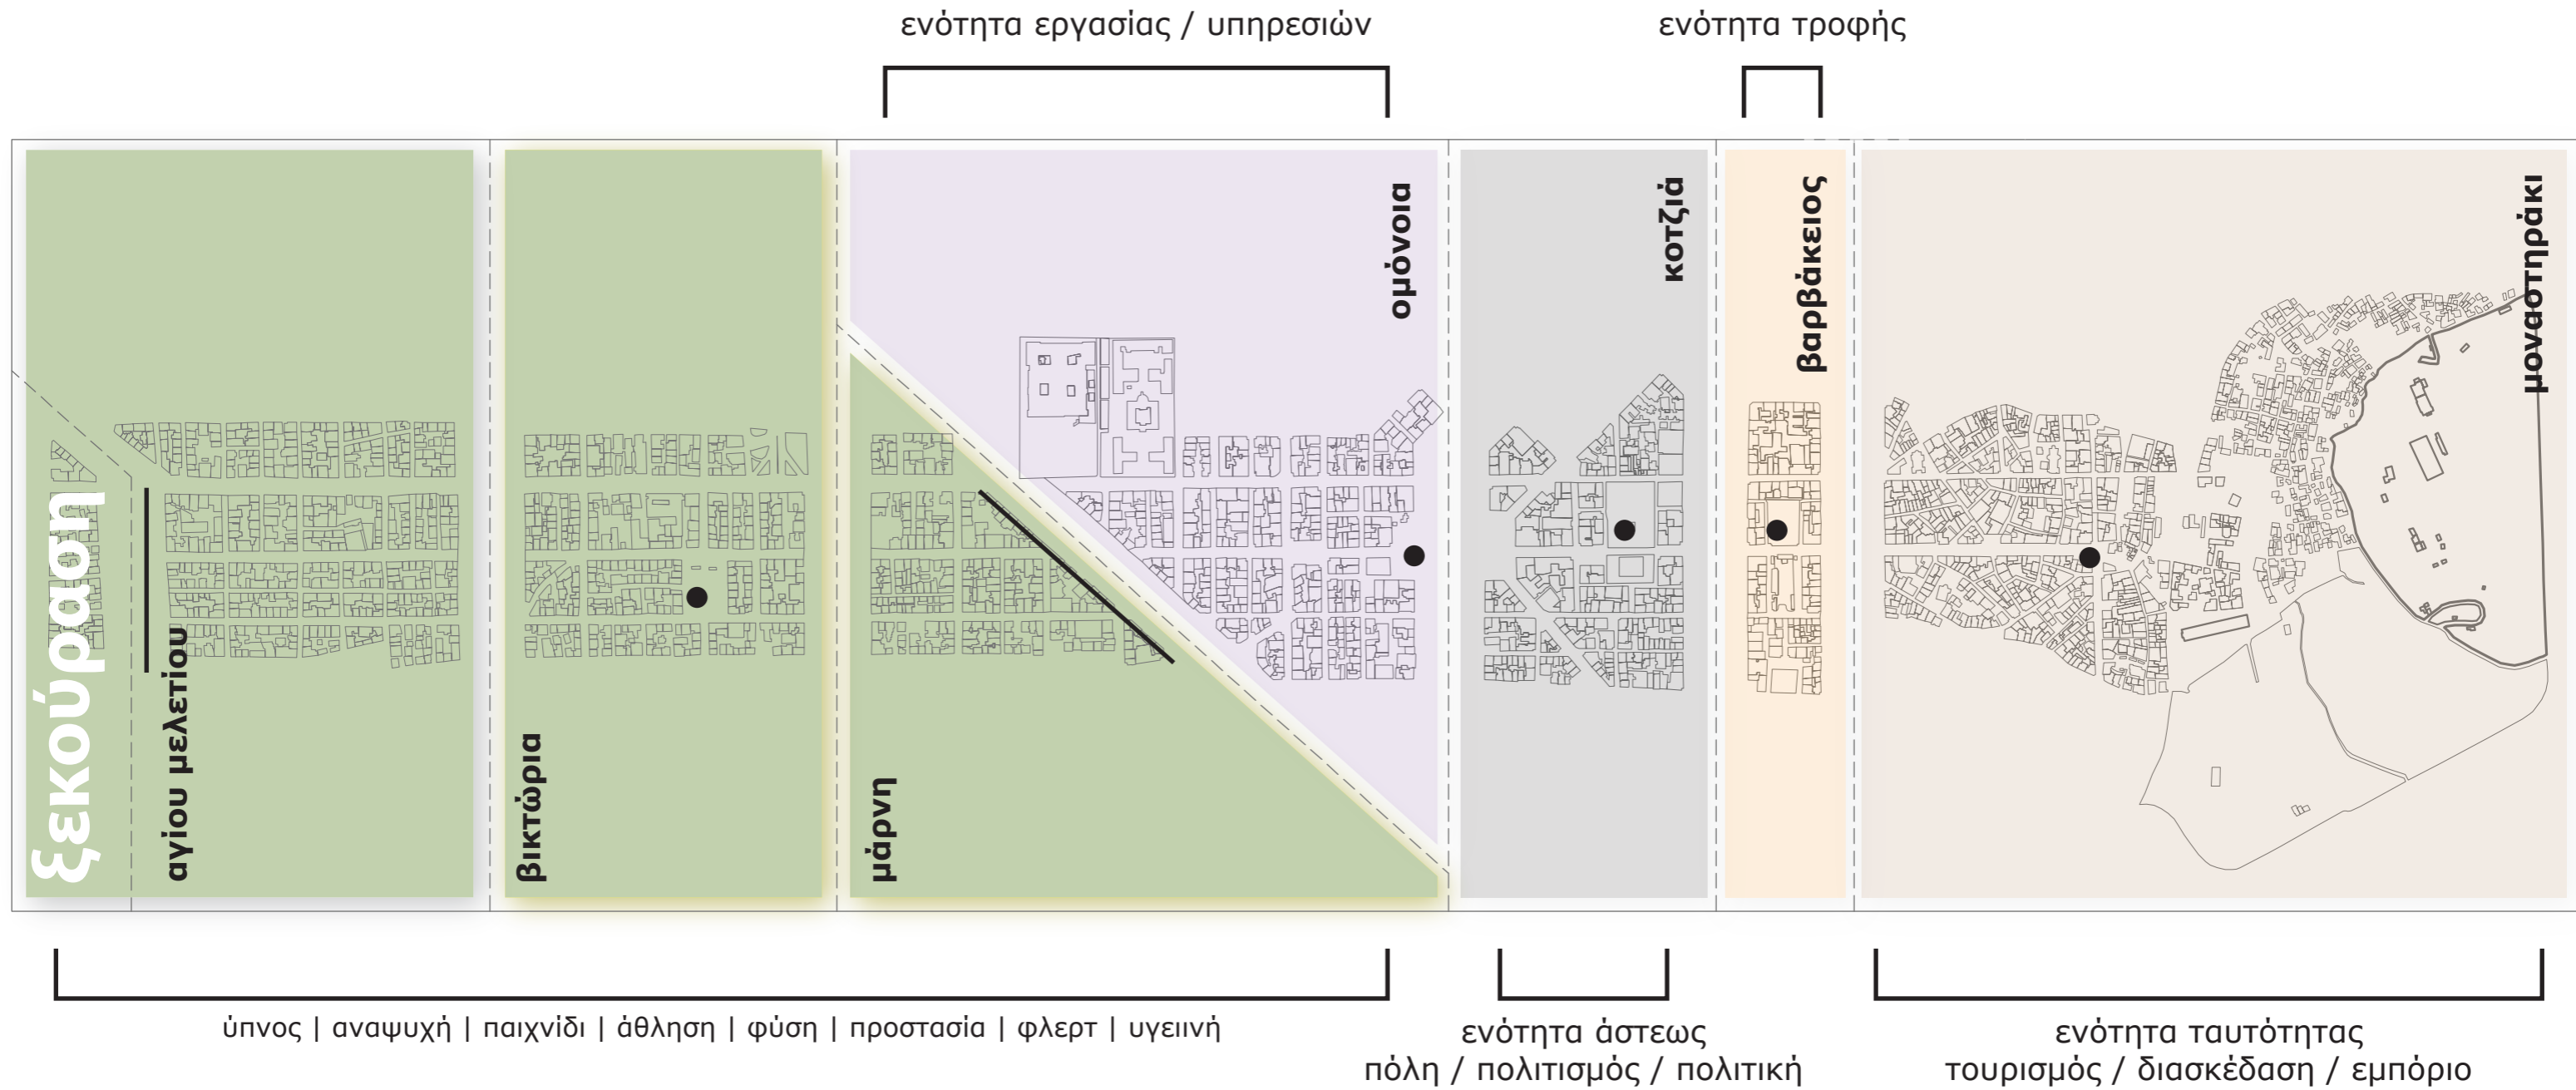 ενότητα εργασίας / υπηρεσιών
ενότητα τροφής
ξεκούραση
αγίου μελετίου
βικτώρια
μάρνη
ομόνοια
κοτζιά
βαρβάκειος
μοναστηράκι
ύπνος | αναψυχή | παιχνίδι | άθληση | φύση | προστασία | φλερτ | υγειινή
ενότητα άστεως
πόλη / πολιτισμός / πολιτική
ενότητα ταυτότητας
τουρισμός / διασκέδαση / εμπόριο